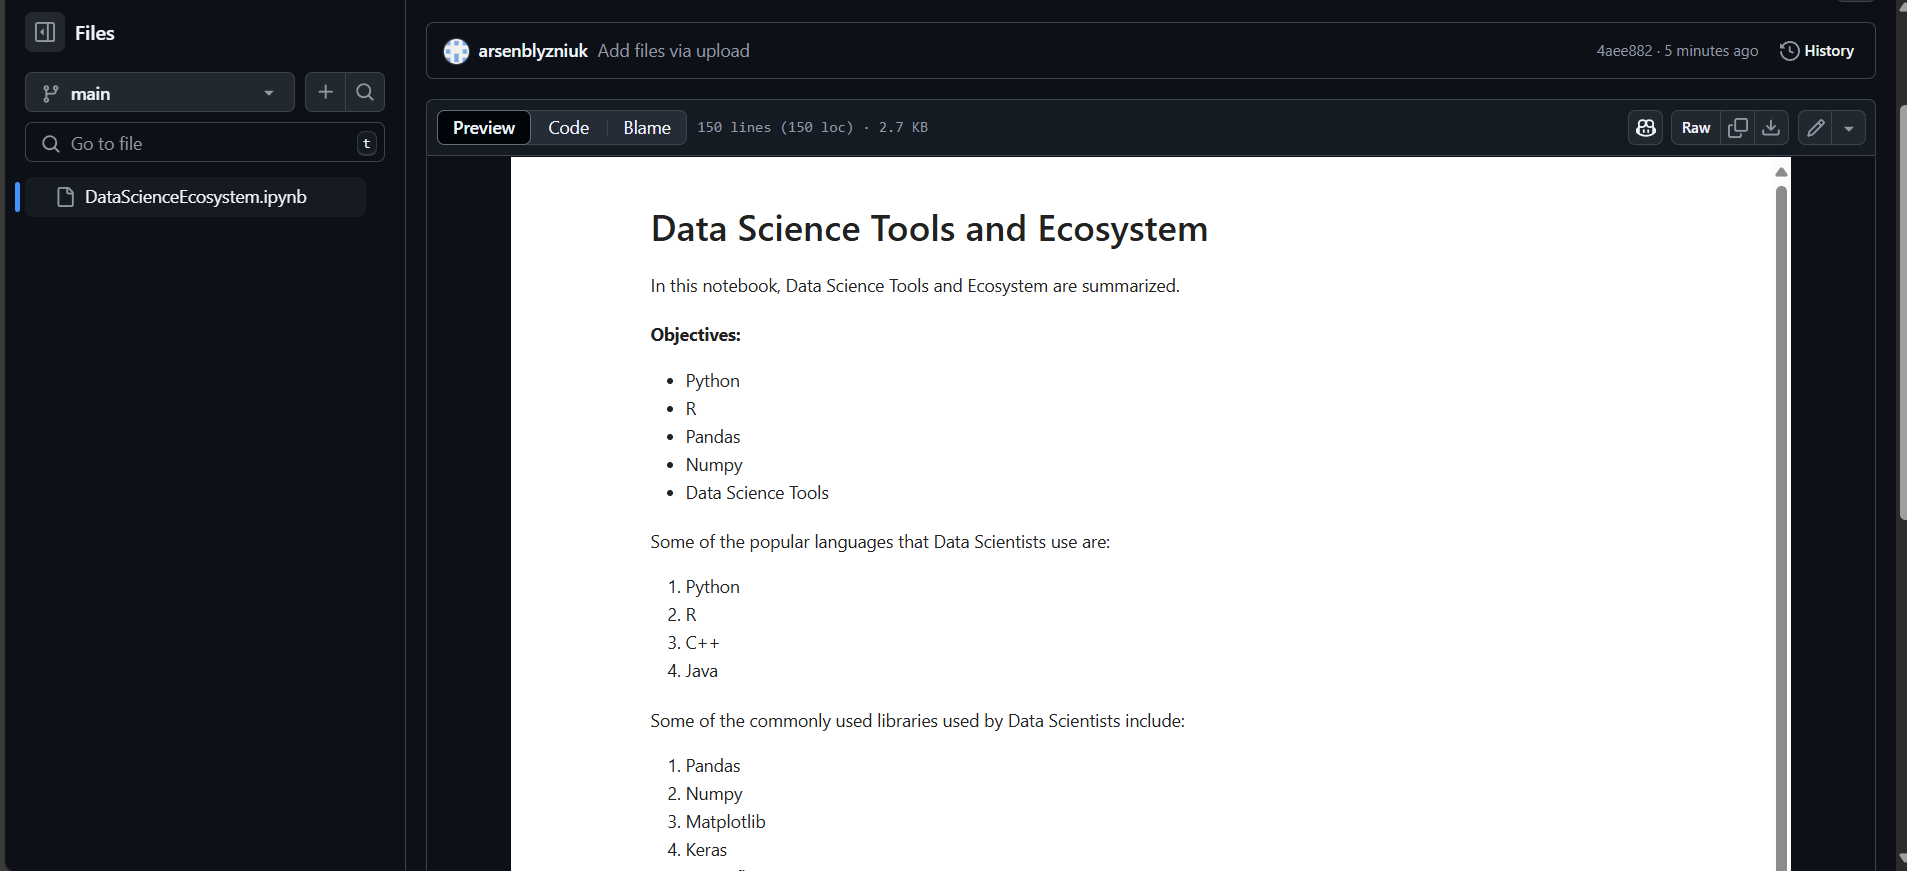 Files
main
Go to file
t
DataScienceEcosystem.ipynb
arsenblyzniuk Add files via upload
4aee882 · 5 minutes ago
History
Preview
Code
Blame
150 lines (150 loc) · 2.7 KB
Raw
Data Science Tools and Ecosystem
In this notebook, Data Science Tools and Ecosystem are summarized.
Objectives:
• Python
• R
• Pandas
• Numpy
• Data Science Tools
Some of the popular languages that Data Scientists use are:
1. Python
2. R
3. C++
4. Java
Some of the commonly used libraries used by Data Scientists include:
1. Pandas
2. Numpy
3. Matplotlib
4. Keras